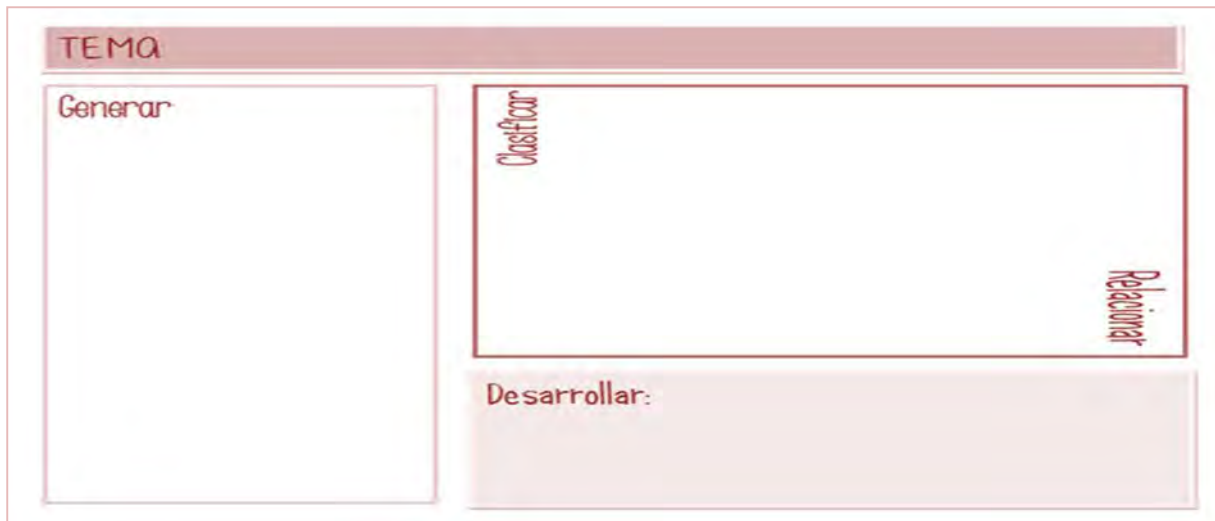 TEMA
Generar
Clasificar
Relacionar
Desarrollar: